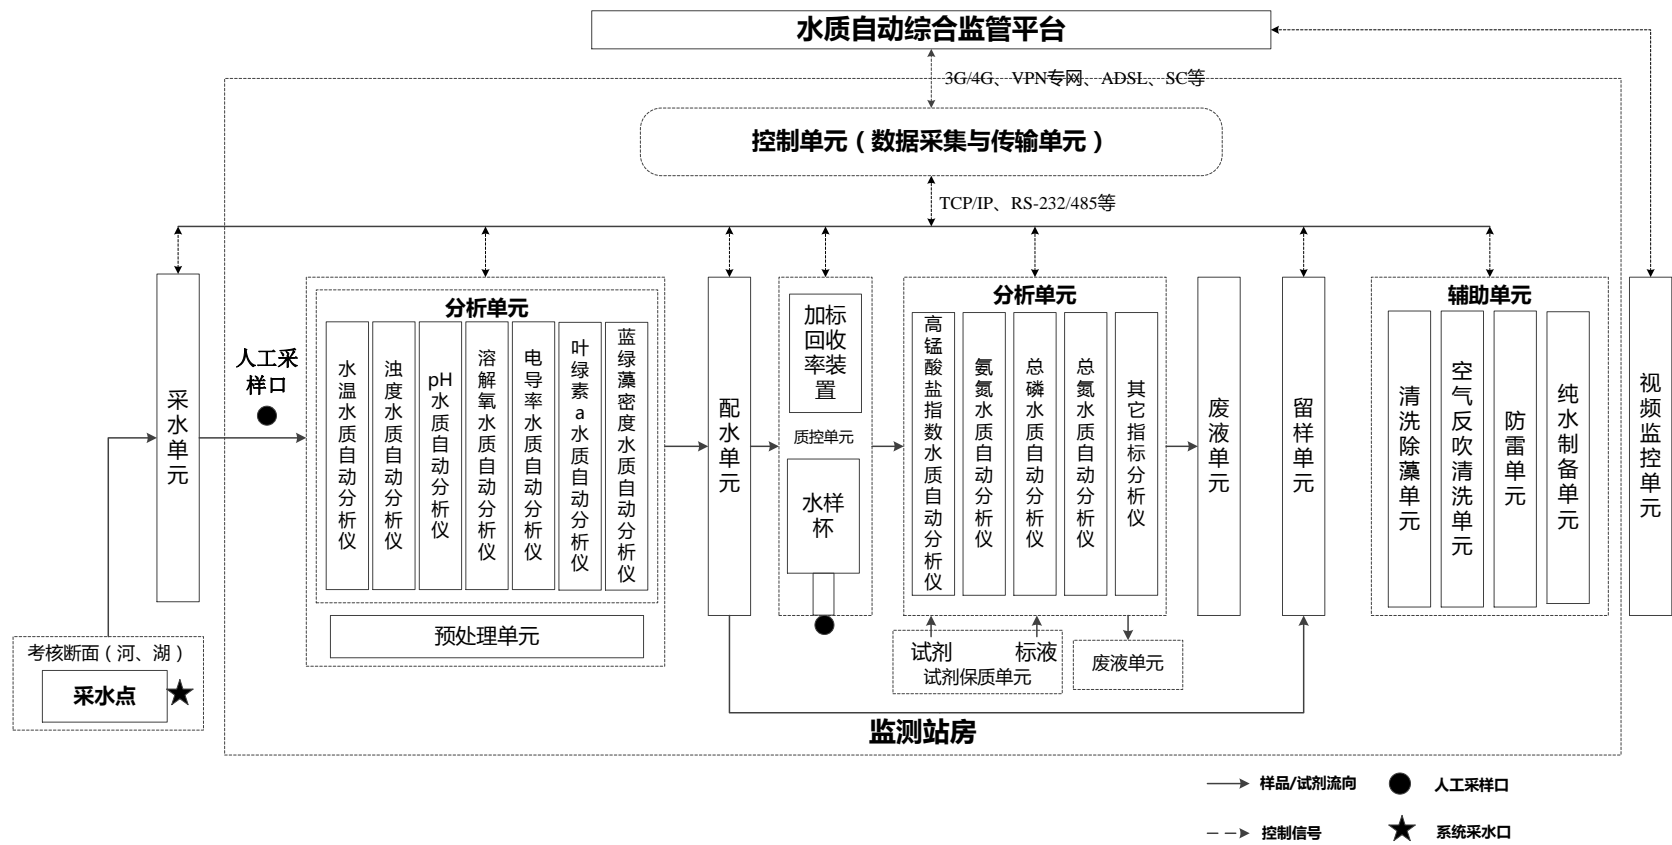 水质自动综合监管平台
3G/4G、VPN专网、ADSL、SC等
控制单元（数据采集与传输单元）
TCP/IP、RS-232/485等
采水单元
人工采
样口
分析单元
水温水质自动分析仪
浊度水质自动分析仪
pH水质自动分析仪
溶解氧水质自动分析仪
电导率水质自动分析仪
叶绿素a水质自动分析仪
蓝绿藻密度水质自动分析仪
预处理单元
配水单元
加标
回收
率装
置
质控单元
水样
杯
分析单元
高锰酸盐指数水质自动分析仪
氨氮水质自动分析仪
总磷水质自动分析仪
总氮水质自动分析仪
其它指标分析仪
试剂
标液
试剂保质单元
废液单元
废液单元
留样单元
辅助单元
清洗除藻单元
空气反吹清洗单元
防雷单元
纯水制备单元
视频监控单元
考核断面（河、湖）
采水点
监测站房
样品/试剂流向
人工采样口
控制信号
系统采水口